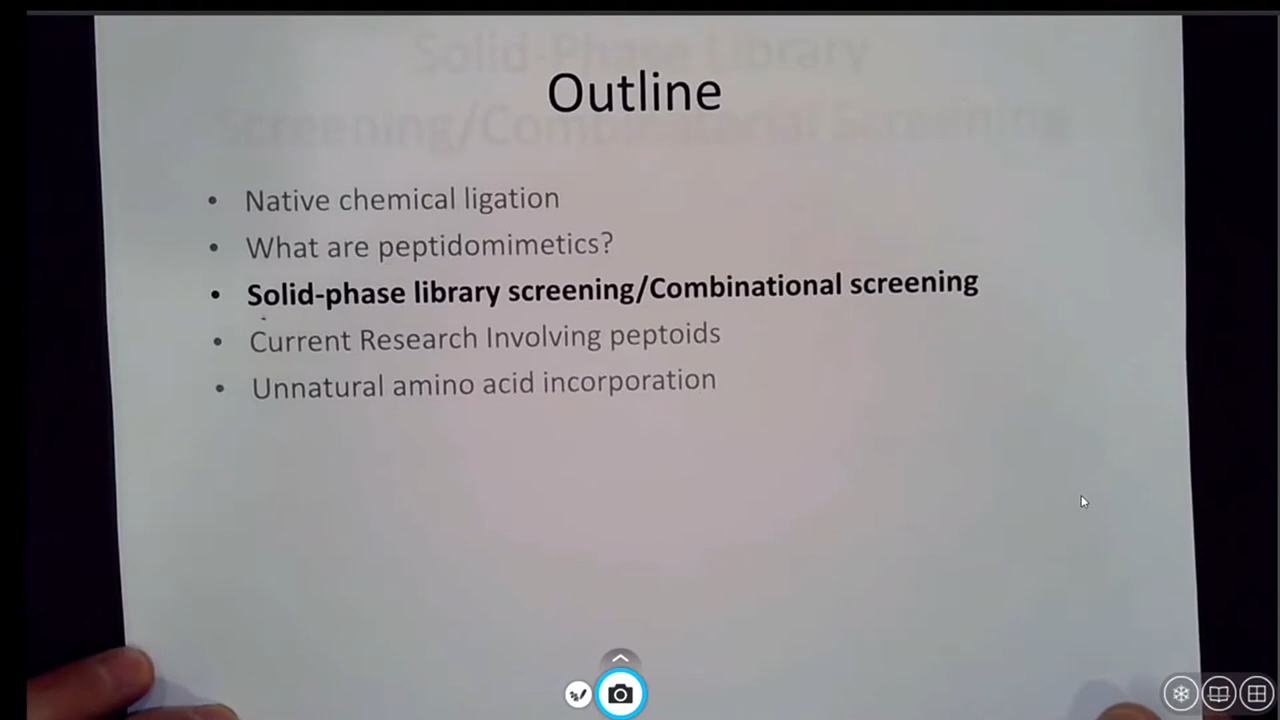 Solid-Phase Library
Screening/Combinatorial Screening
Outline
• Native chemical ligation
• What are peptidomimetics?
• Solid-phase library screening/Combinational screening
• Current Research Involving peptoids
• Unnatural amino acid incorporation